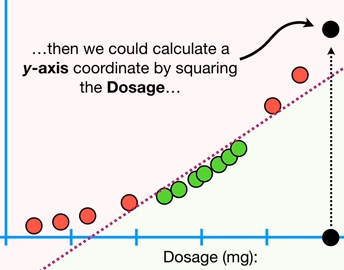 …then we could calculate a
y-axis coordinate by squaring
the Dosage…
Dosage (mg):